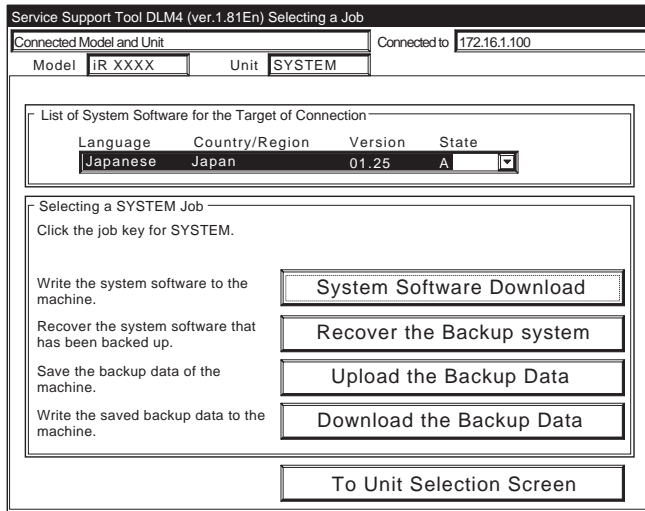 Service Support Tool DLM4 (ver.1.81En) Selecting a Job
Connected Model and Unit
Connected to 172.16.1.100
Model iR XXXX Unit SYSTEM
List of System Software for the Target of Connection
Language Country/Region Version State
Japanese Japan 01.25 A
Selecting a SYSTEM Job
Click the job key for SYSTEM.
Write the system software to the
machine.
System Software Download
Recover the system software that
has been backed up.
Recover the Backup system
Save the backup data of the
machine.
Upload the Backup Data
Write the saved backup data to the
machine.
Download the Backup Data
To Unit Selection Screen